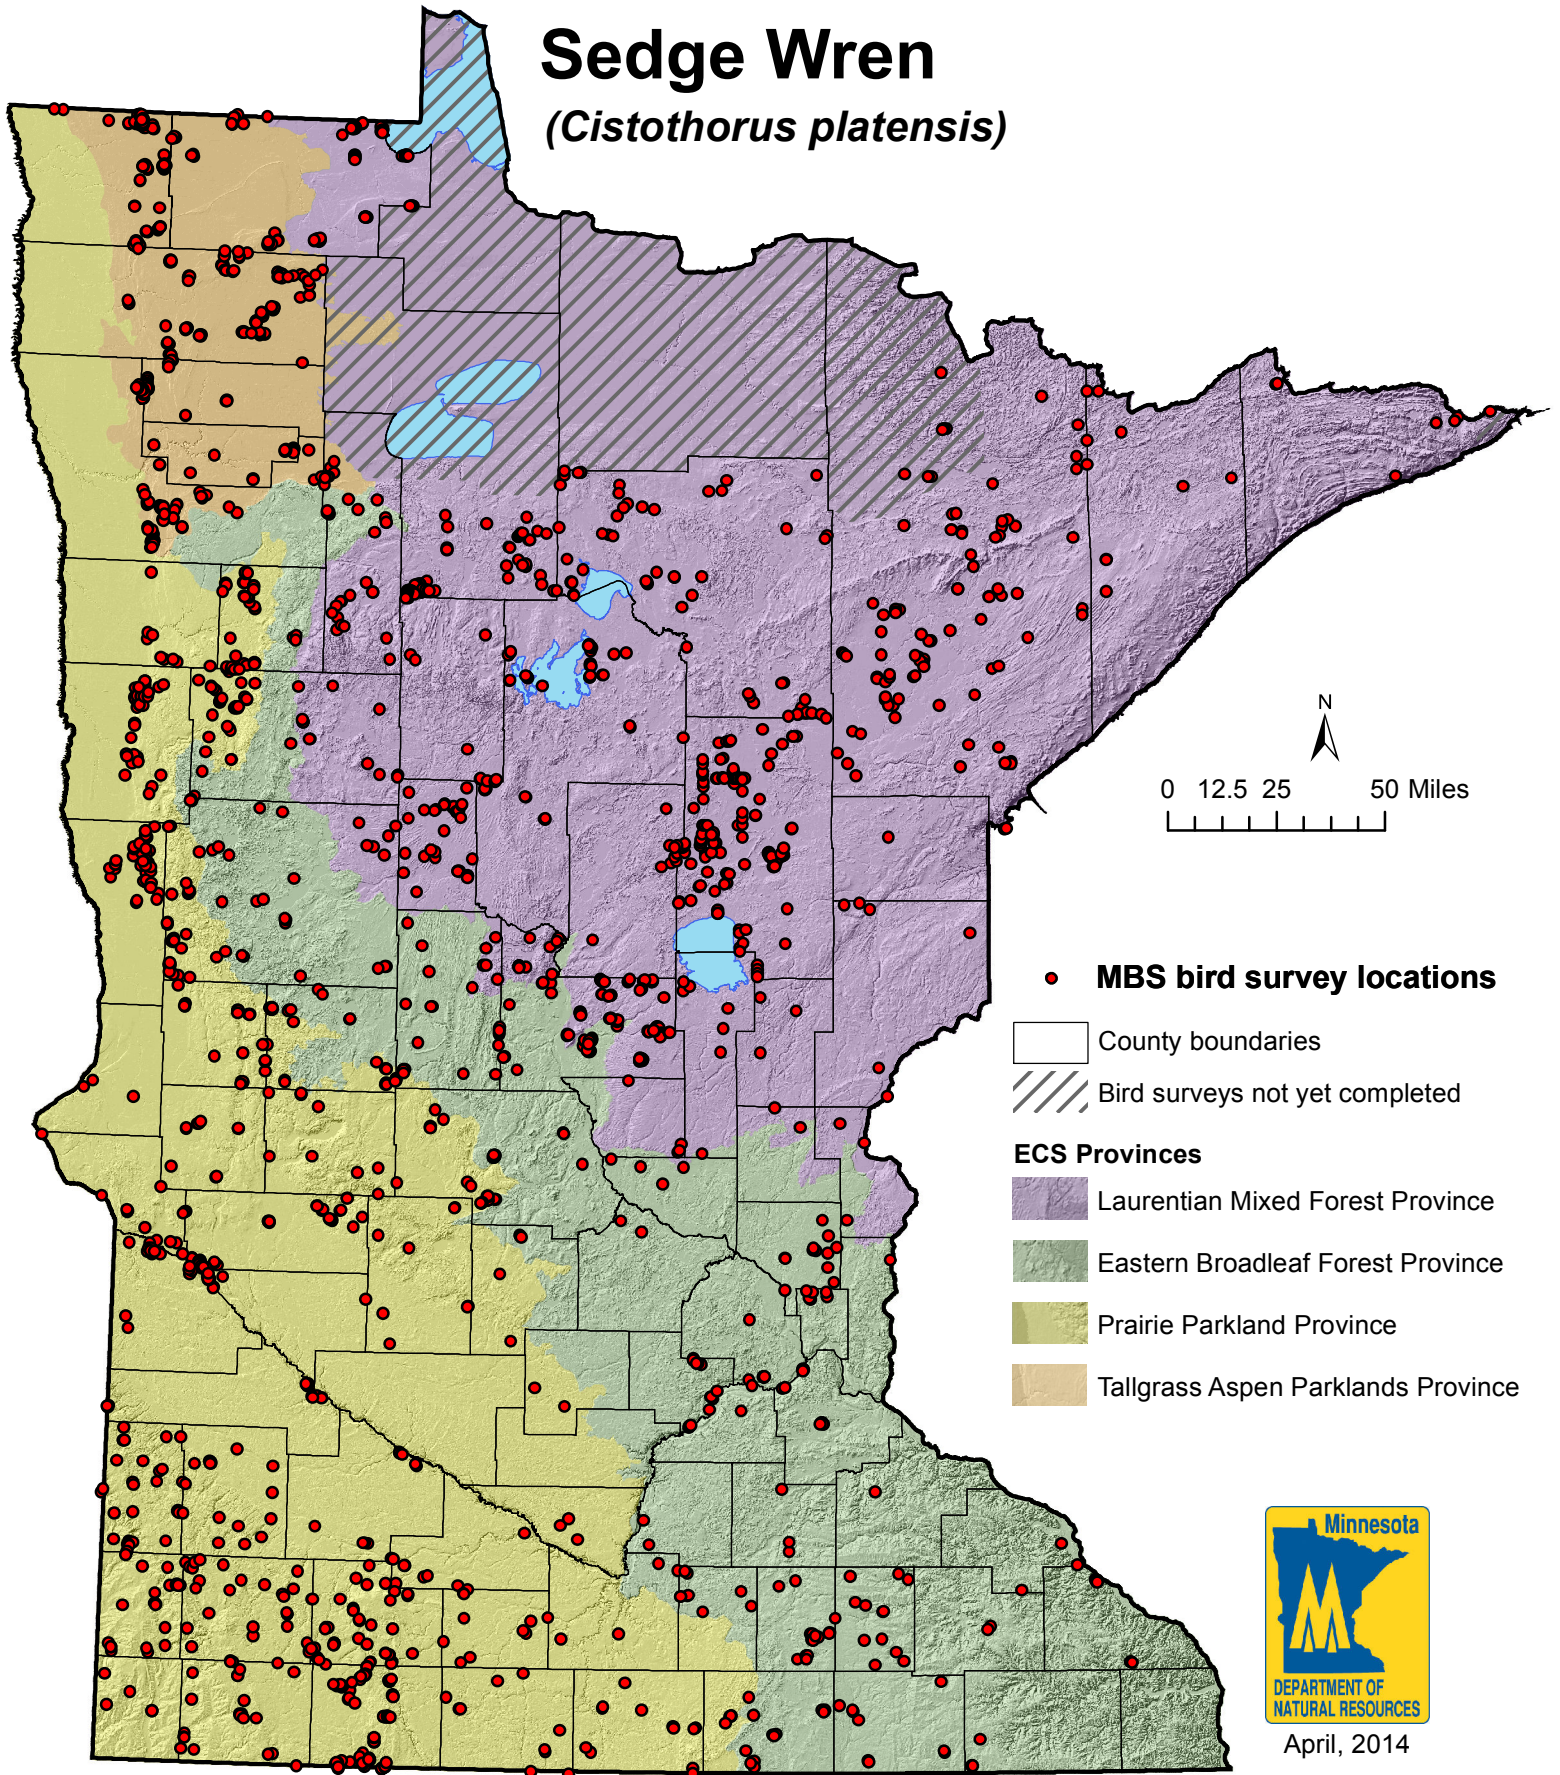 Sedge Wren
(Cistothorus platensis)
N
0 12.5 25 50 Miles
MBS bird survey locations
County boundaries
Bird surveys not yet completed
ECS Provinces
Laurentian Mixed Forest Province
Eastern Broadleaf Forest Province
Prairie Parkland Province
Tallgrass Aspen Parklands Province
Minnesota
DEPARTMENT OF
NATURAL RESOURCES
April, 2014